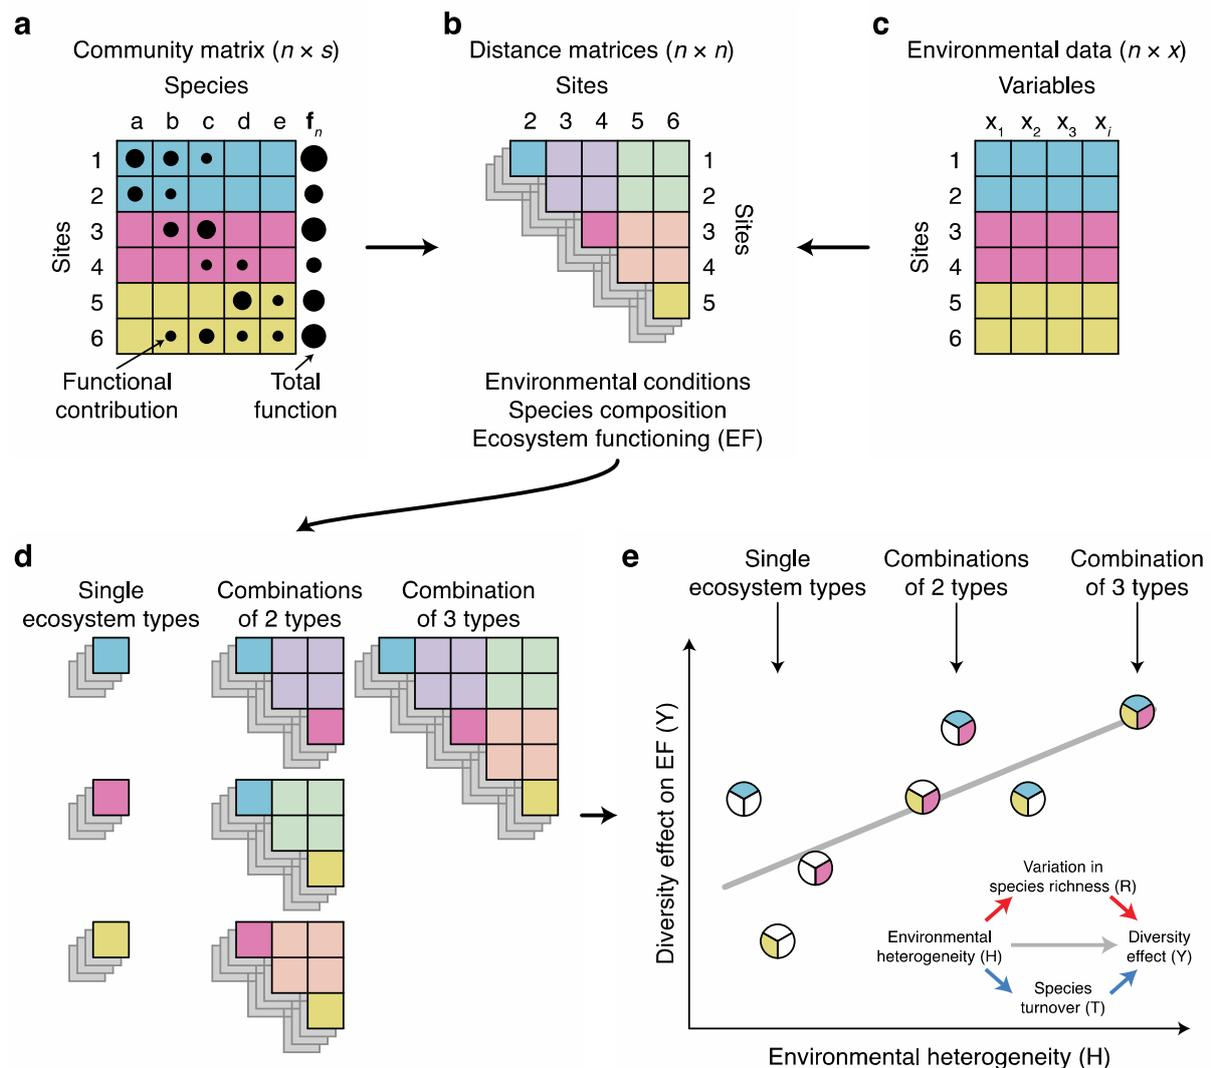 a
Community matrix (n × s)
Species
a b c d e fn
Sites
1
2
3
4
5
6
Functional
contribution
Total
function
b
Distance matrices (n × n)
Sites
2 3 4 5 6
1
2
3
4
5
Sites
Environmental conditions
Species composition
Ecosystem functioning (EF)
c
Environmental data (n × x)
Variables
x1 x2 x3 xi
Sites
1
2
3
4
5
6
d
Single
ecosystem types
Combinations
of 2 types
Combination
of 3 types
e
Single
ecosystem types
Combinations
of 2 types
Combination
of 3 types
Diversity effect on EF (Y)
Variation in
species richness (R)
Environmental
heterogeneity (H)
Diversity
effect (Y)
Species
turnover (T)
Environmental heterogeneity (H)